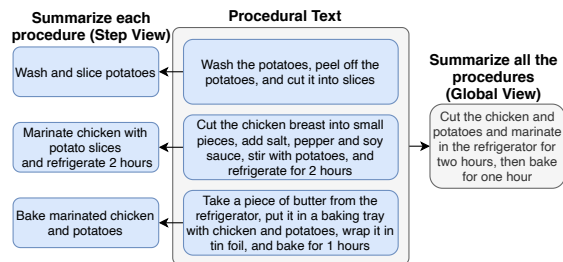 Summarize each
procedure (Step View)
Wash and slice potatoes
Marinate chicken with
potato slices
and refrigerate 2 hours
Bake marinated chicken
and potatoes
Procedural Text
Wash the potatoes, peel off the
potatoes, and cut it into slices
Cut the chicken breast into small
pieces, add salt, pepper and soy
sauce, stir with potatoes, and
refrigerate for 2 hours
Take a piece of butter from the
refrigerator, put it in a baking tray
with chicken and potatoes, wrap it in
tin foil, and bake for 1 hours
Summarize all the
procedures
(Global View)
Cut the chicken and
potatoes and marinate
in the refrigerator for
two hours, then bake
for one hour